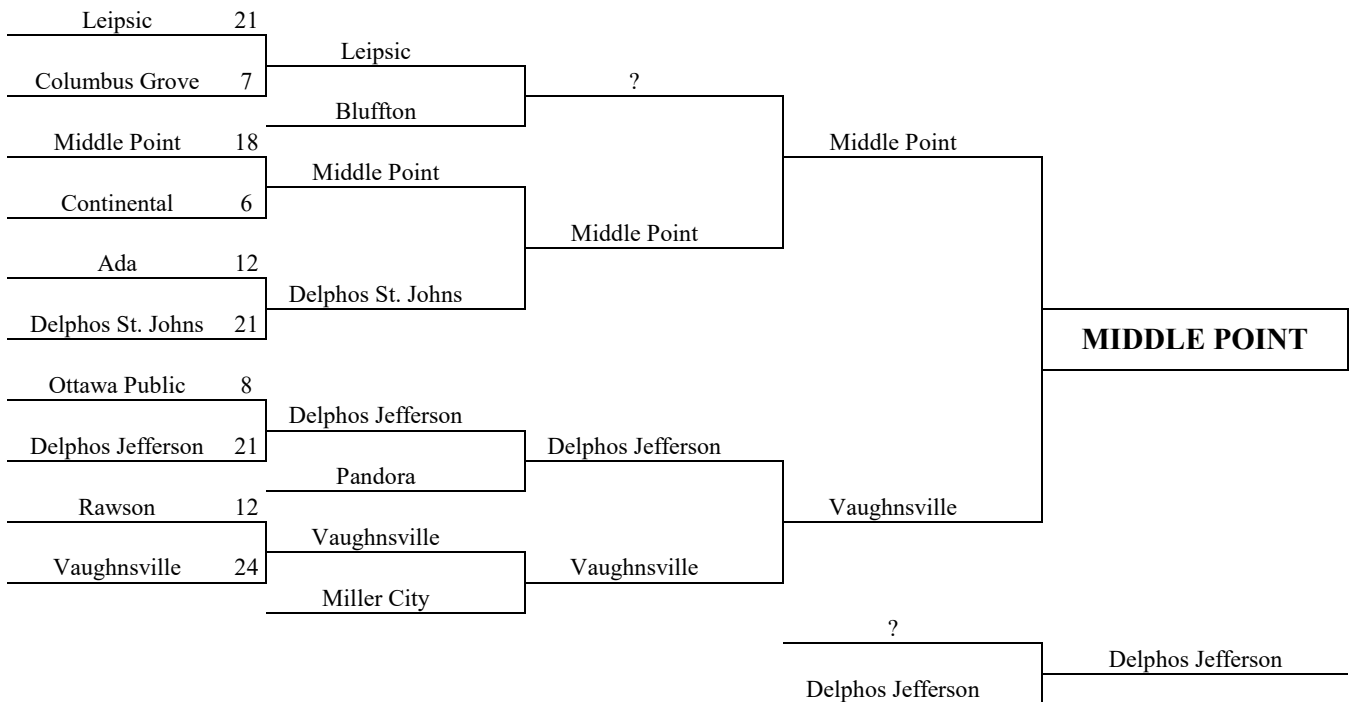 Leipsic 21
Leipsic
Columbus Grove 7
?
Bluffton
Middle Point 18
Middle Point
Middle Point
Continental 6
Middle Point
Ada 12
Delphos St. Johns
Delphos St. Johns 21
MIDDLE POINT
Ottawa Public 8
Delphos Jefferson
Delphos Jefferson 21
Delphos Jefferson
Pandora
Rawson 12
Vaughnsville
Vaughnsville
Vaughnsville 24
Vaughnsville
Miller City
?
Delphos Jefferson
Delphos Jefferson